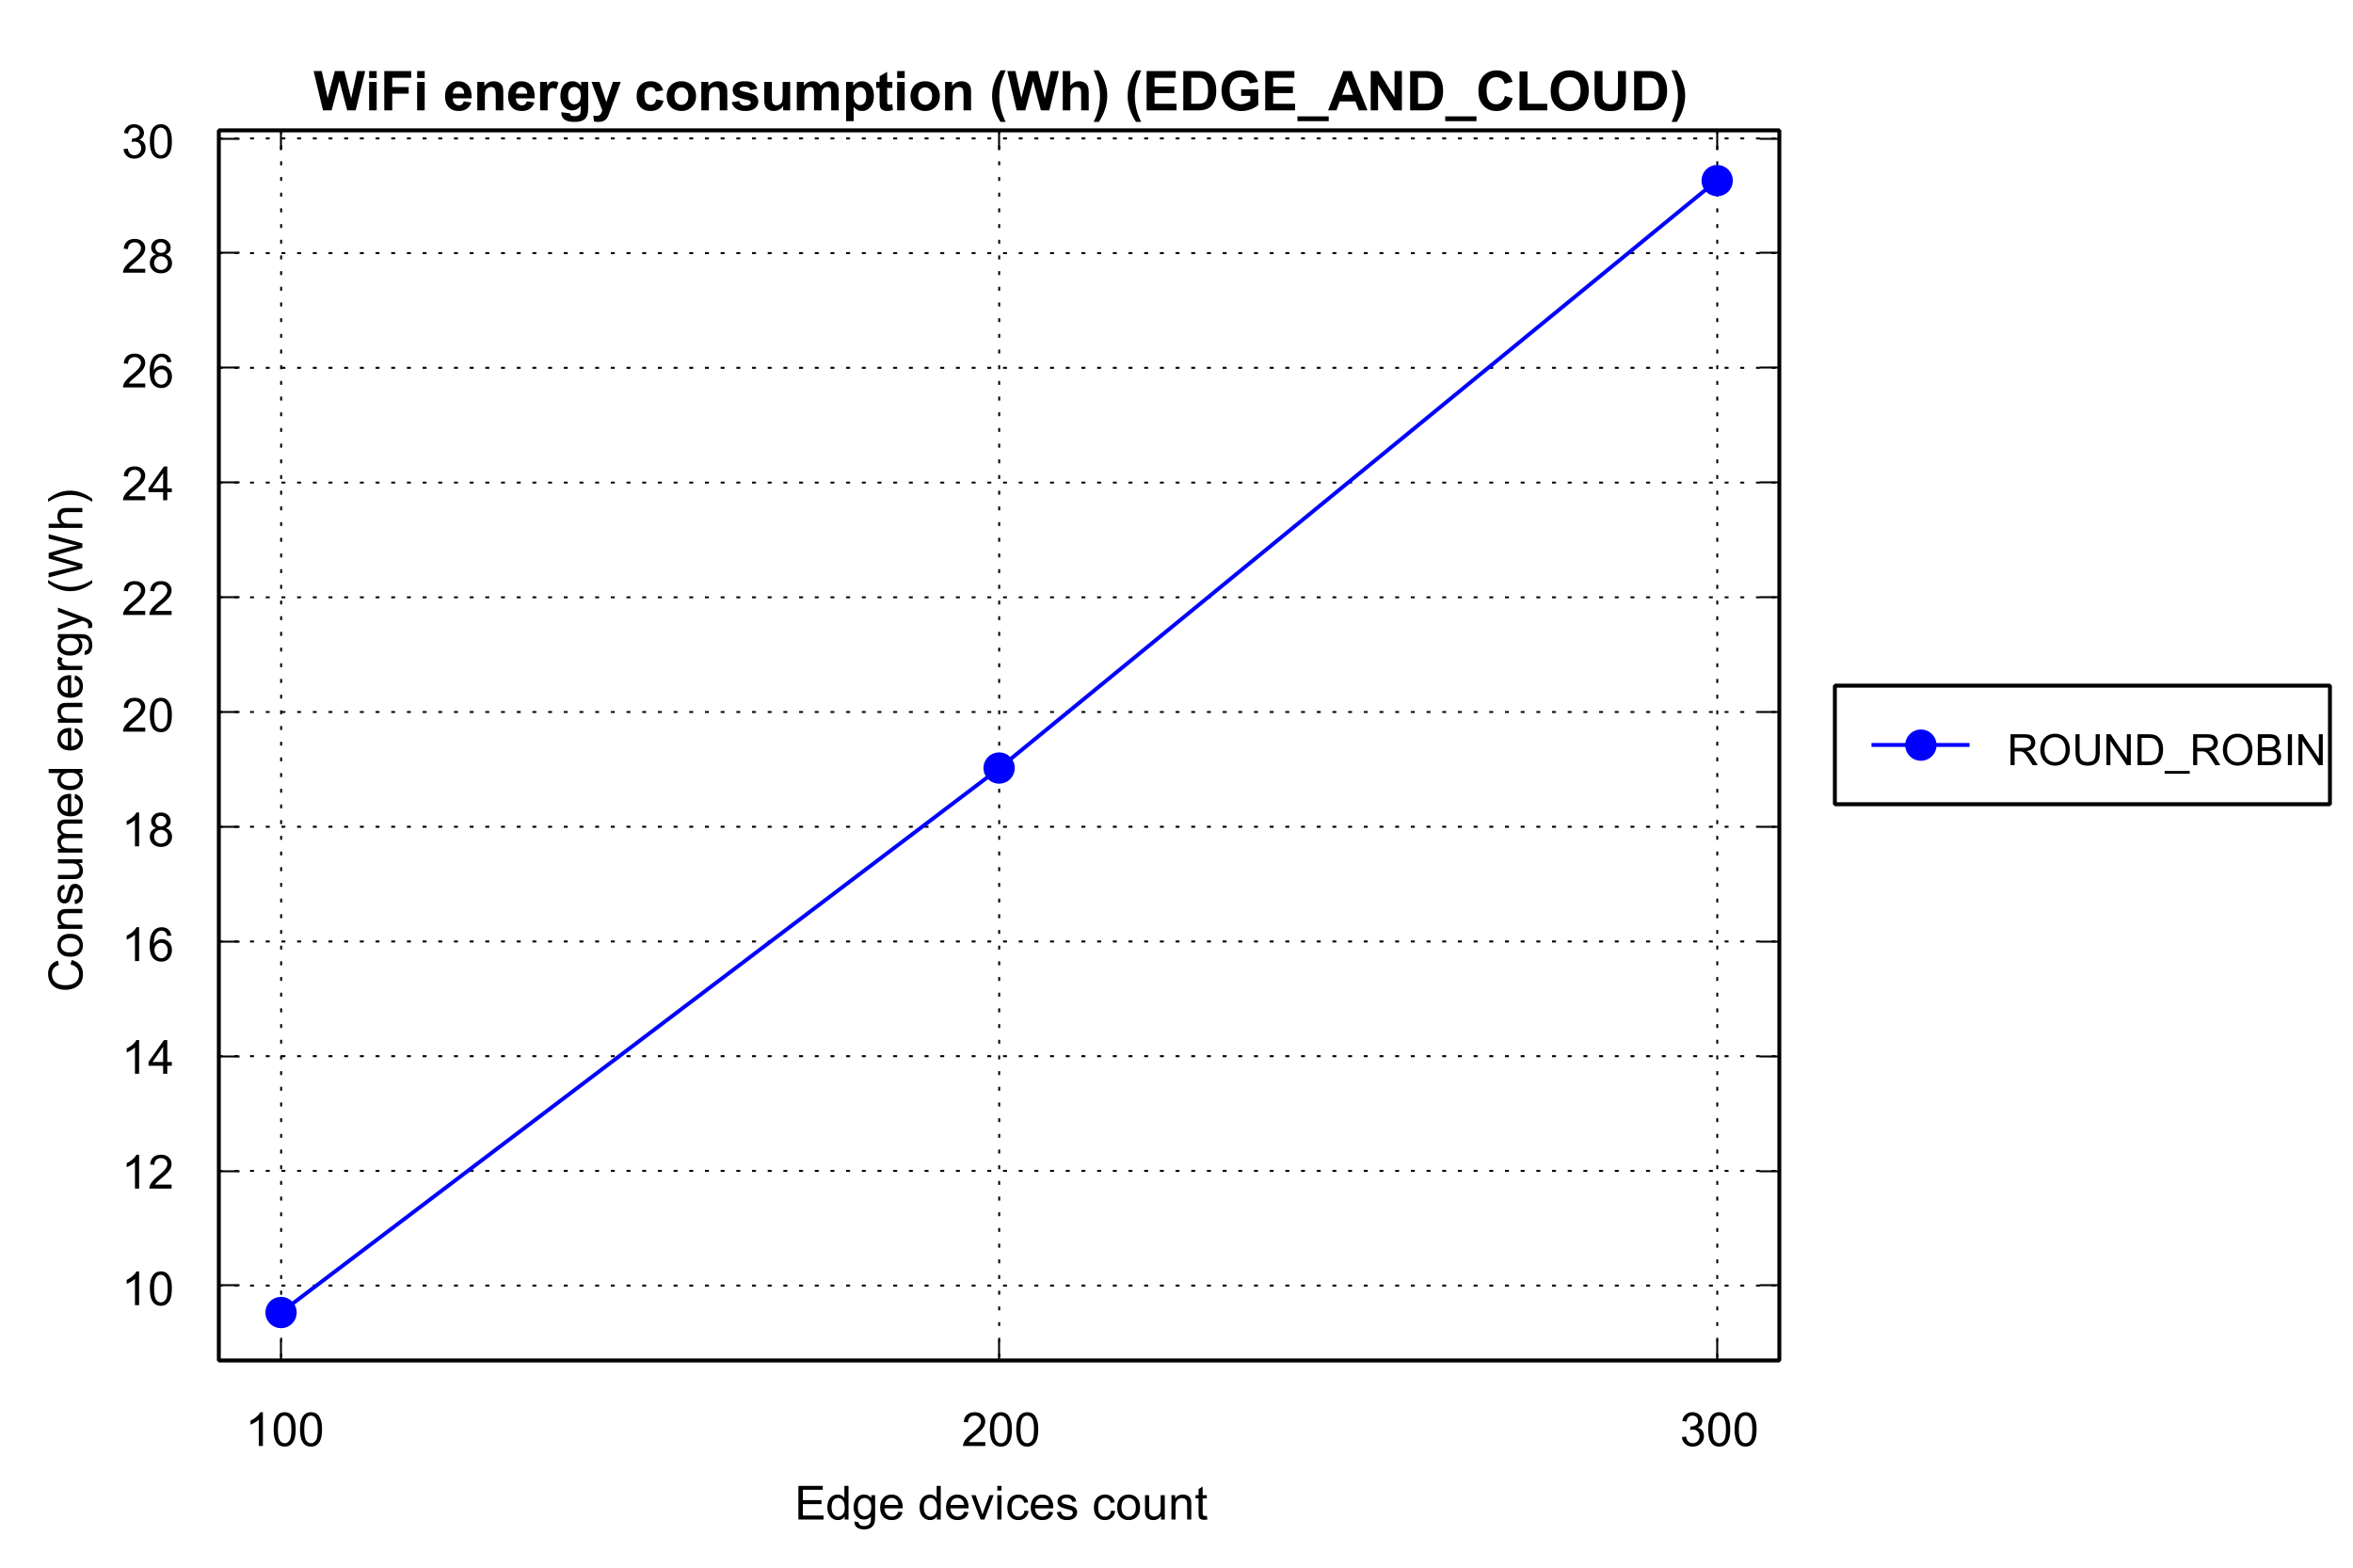 WiFi energy consumption (Wh) (EDGE_AND_CLOUD)
30
28
26
24
22
20
18
16
14
12
10
Consumed energy (Wh)
ROUND_ROBIN
100 200 300
Edge devices count